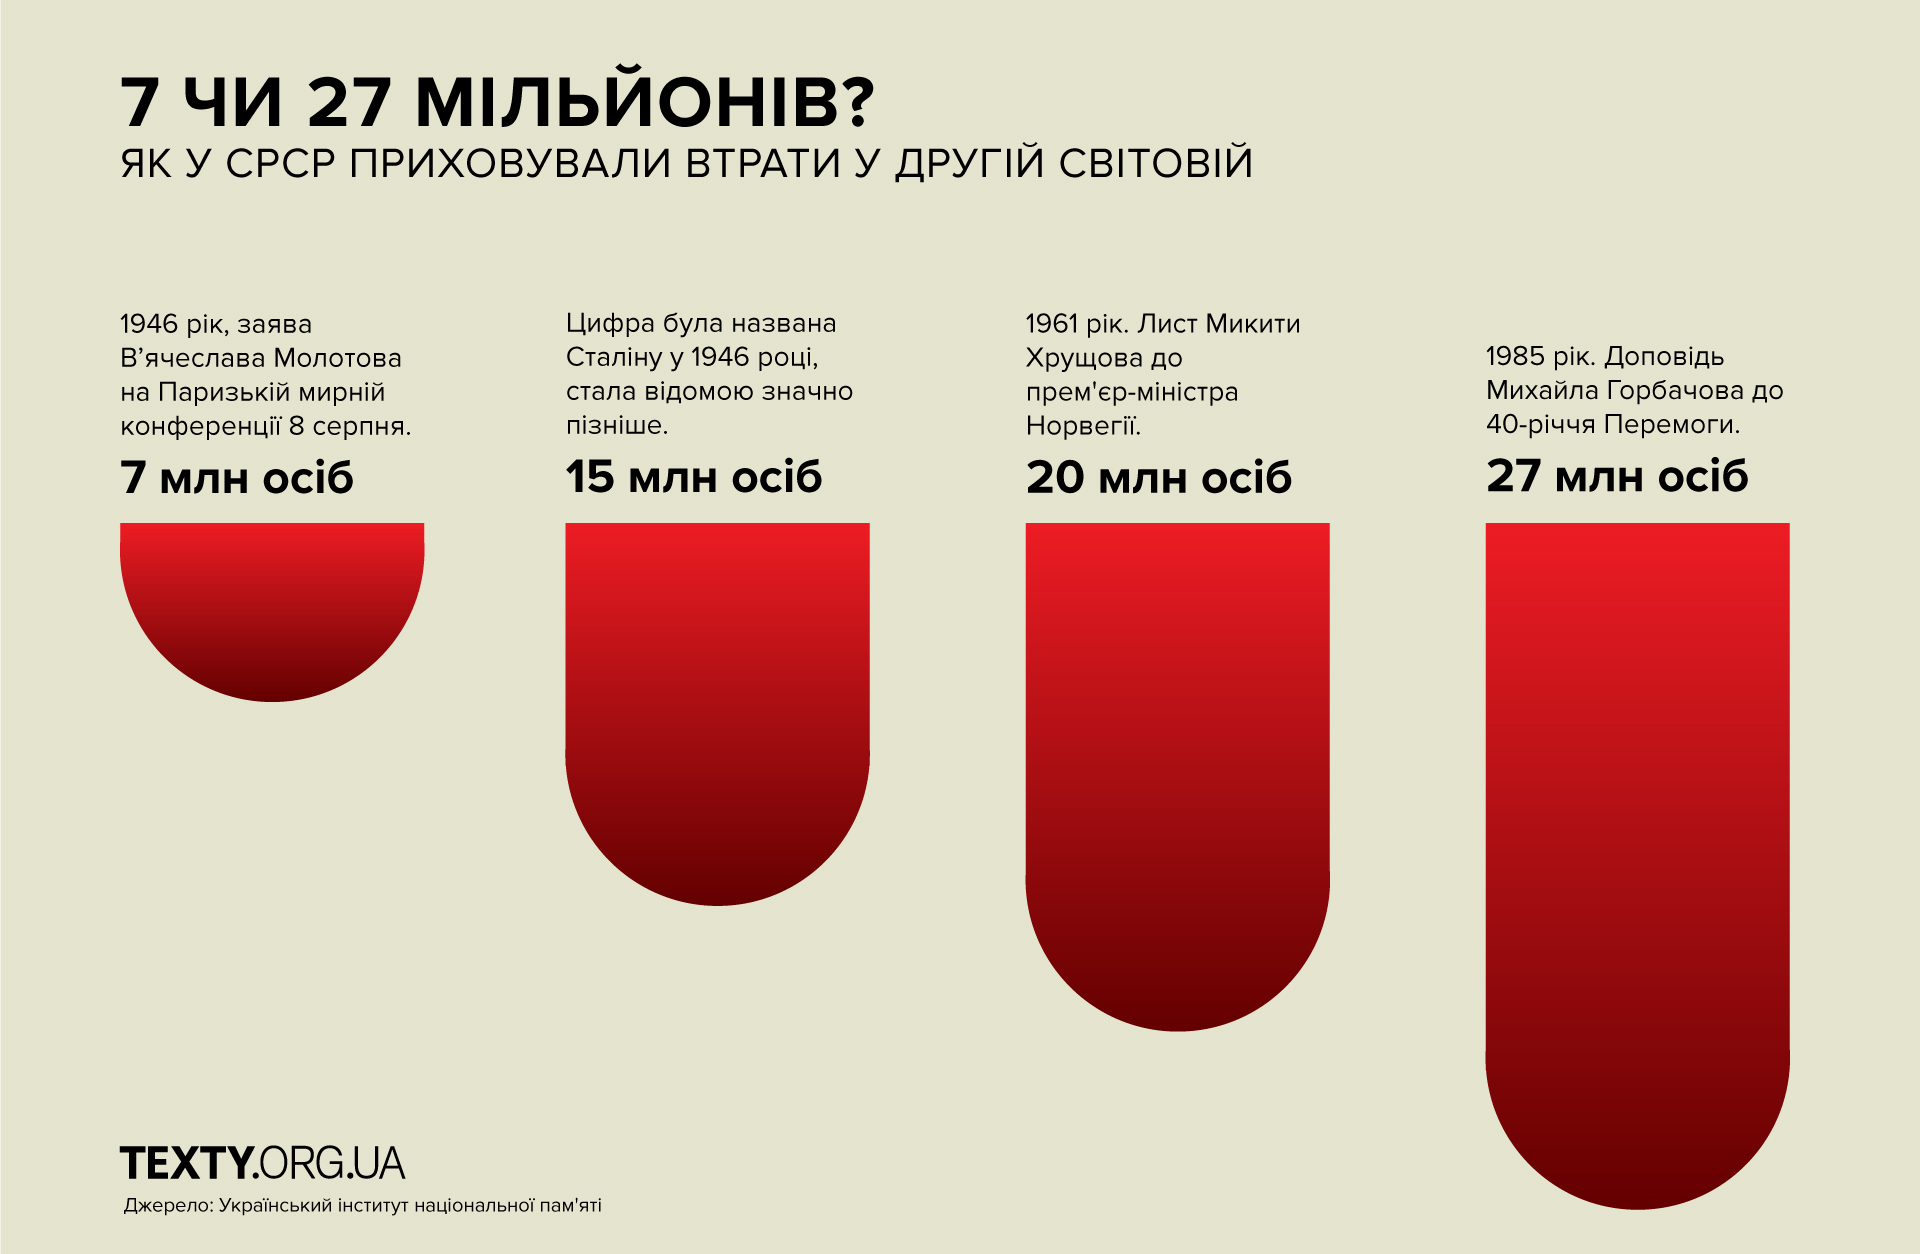 7 ЧИ 27 МІЛЬЙОНІВ?
ЯК У СРСР ПРИХОВУВАЛИ ВТРАТИ У ДРУГІЙ СВІТОВІЙ
1946 рік, заява
В’ячеслава Молотова
на Паризькій мирній
конференції 8 серпня.
7 млн осіб
Цифра була названа
Сталіну у 1946 році,
стала відомою значно
пізніше.
15 млн осіб
1961 рік. Лист Микити
Хрущова до
прем'єр-міністра
Норвегії.
20 млн осіб
1985 рік. Доповідь
Михайла Горбачова до
40-річчя Перемоги.
27 млн осіб
TEXTY.ORG.UA
Джерело: Український інститут національної пам'яті